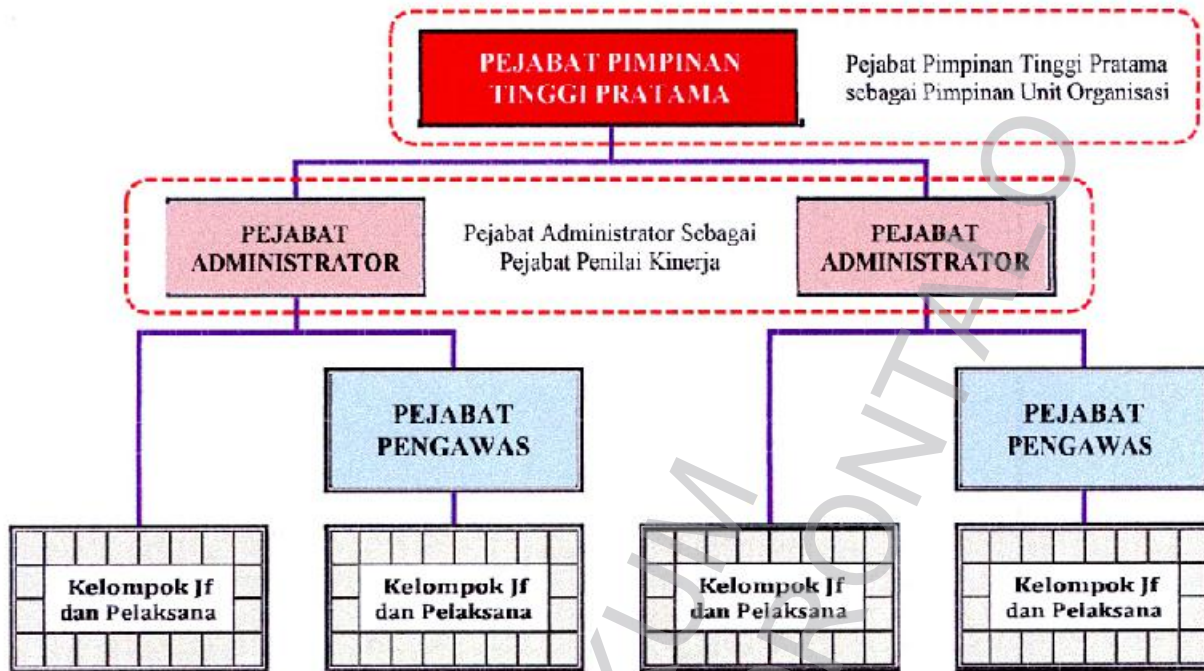 PEJABAT PIMPINAN
TINGGI PRATAMA
Pejabat Pimpinan Tinggi Pratama
sebagai Pimpinan Unit Organisasi
PEJABAT
ADMINISTRATOR
Pejabat Administrator Sebagai
Pejabat Penilai Kinerja
PEJABAT
ADMINISTRATOR
PEJABAT
PENGAWAS
PEJABAT
PENGAWAS
Kelompok Jf
dan Pelaksana
Kelompok Jf
dan Pelaksana
Kelompok Jf
dan Pelaksana
Kelompok Jf
dan Pelaksana